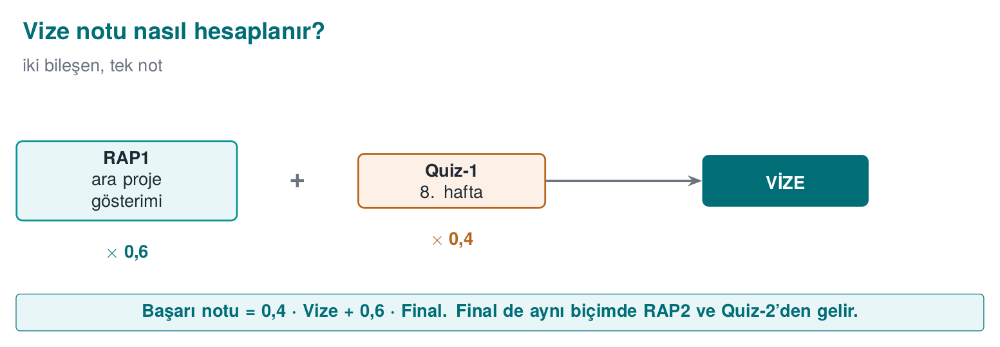 Vize notu nasıl hesaplanır?
iki bileşen, tek not
RAP1
ara proje
gösterimi
× 0,6
+
Quiz-1
8. hafta
× 0,4
VİZE
Başarı notu = 0,4 · Vize + 0,6 · Final. Final de aynı biçimde RAP2 ve Quiz-2’den gelir.